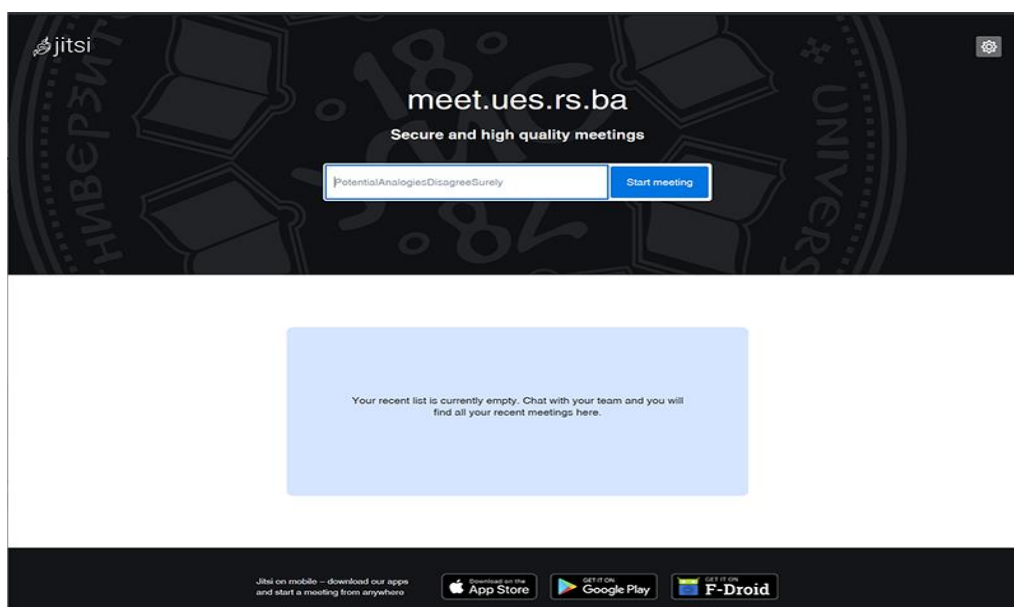 jitsi
meet.ues.rs.ba
Secure and high quality meetings
PotentialAnalogiesDisagreeSurely
Start meeting
Your recent list is currently empty. Chat with your team and you will
find all your recent meetings here.
Jitsi on mobile – download our apps
and start a meeting from anywhere
Download on the
App Store
GET IT ON
Google Play
GET IT ON
F-Droid